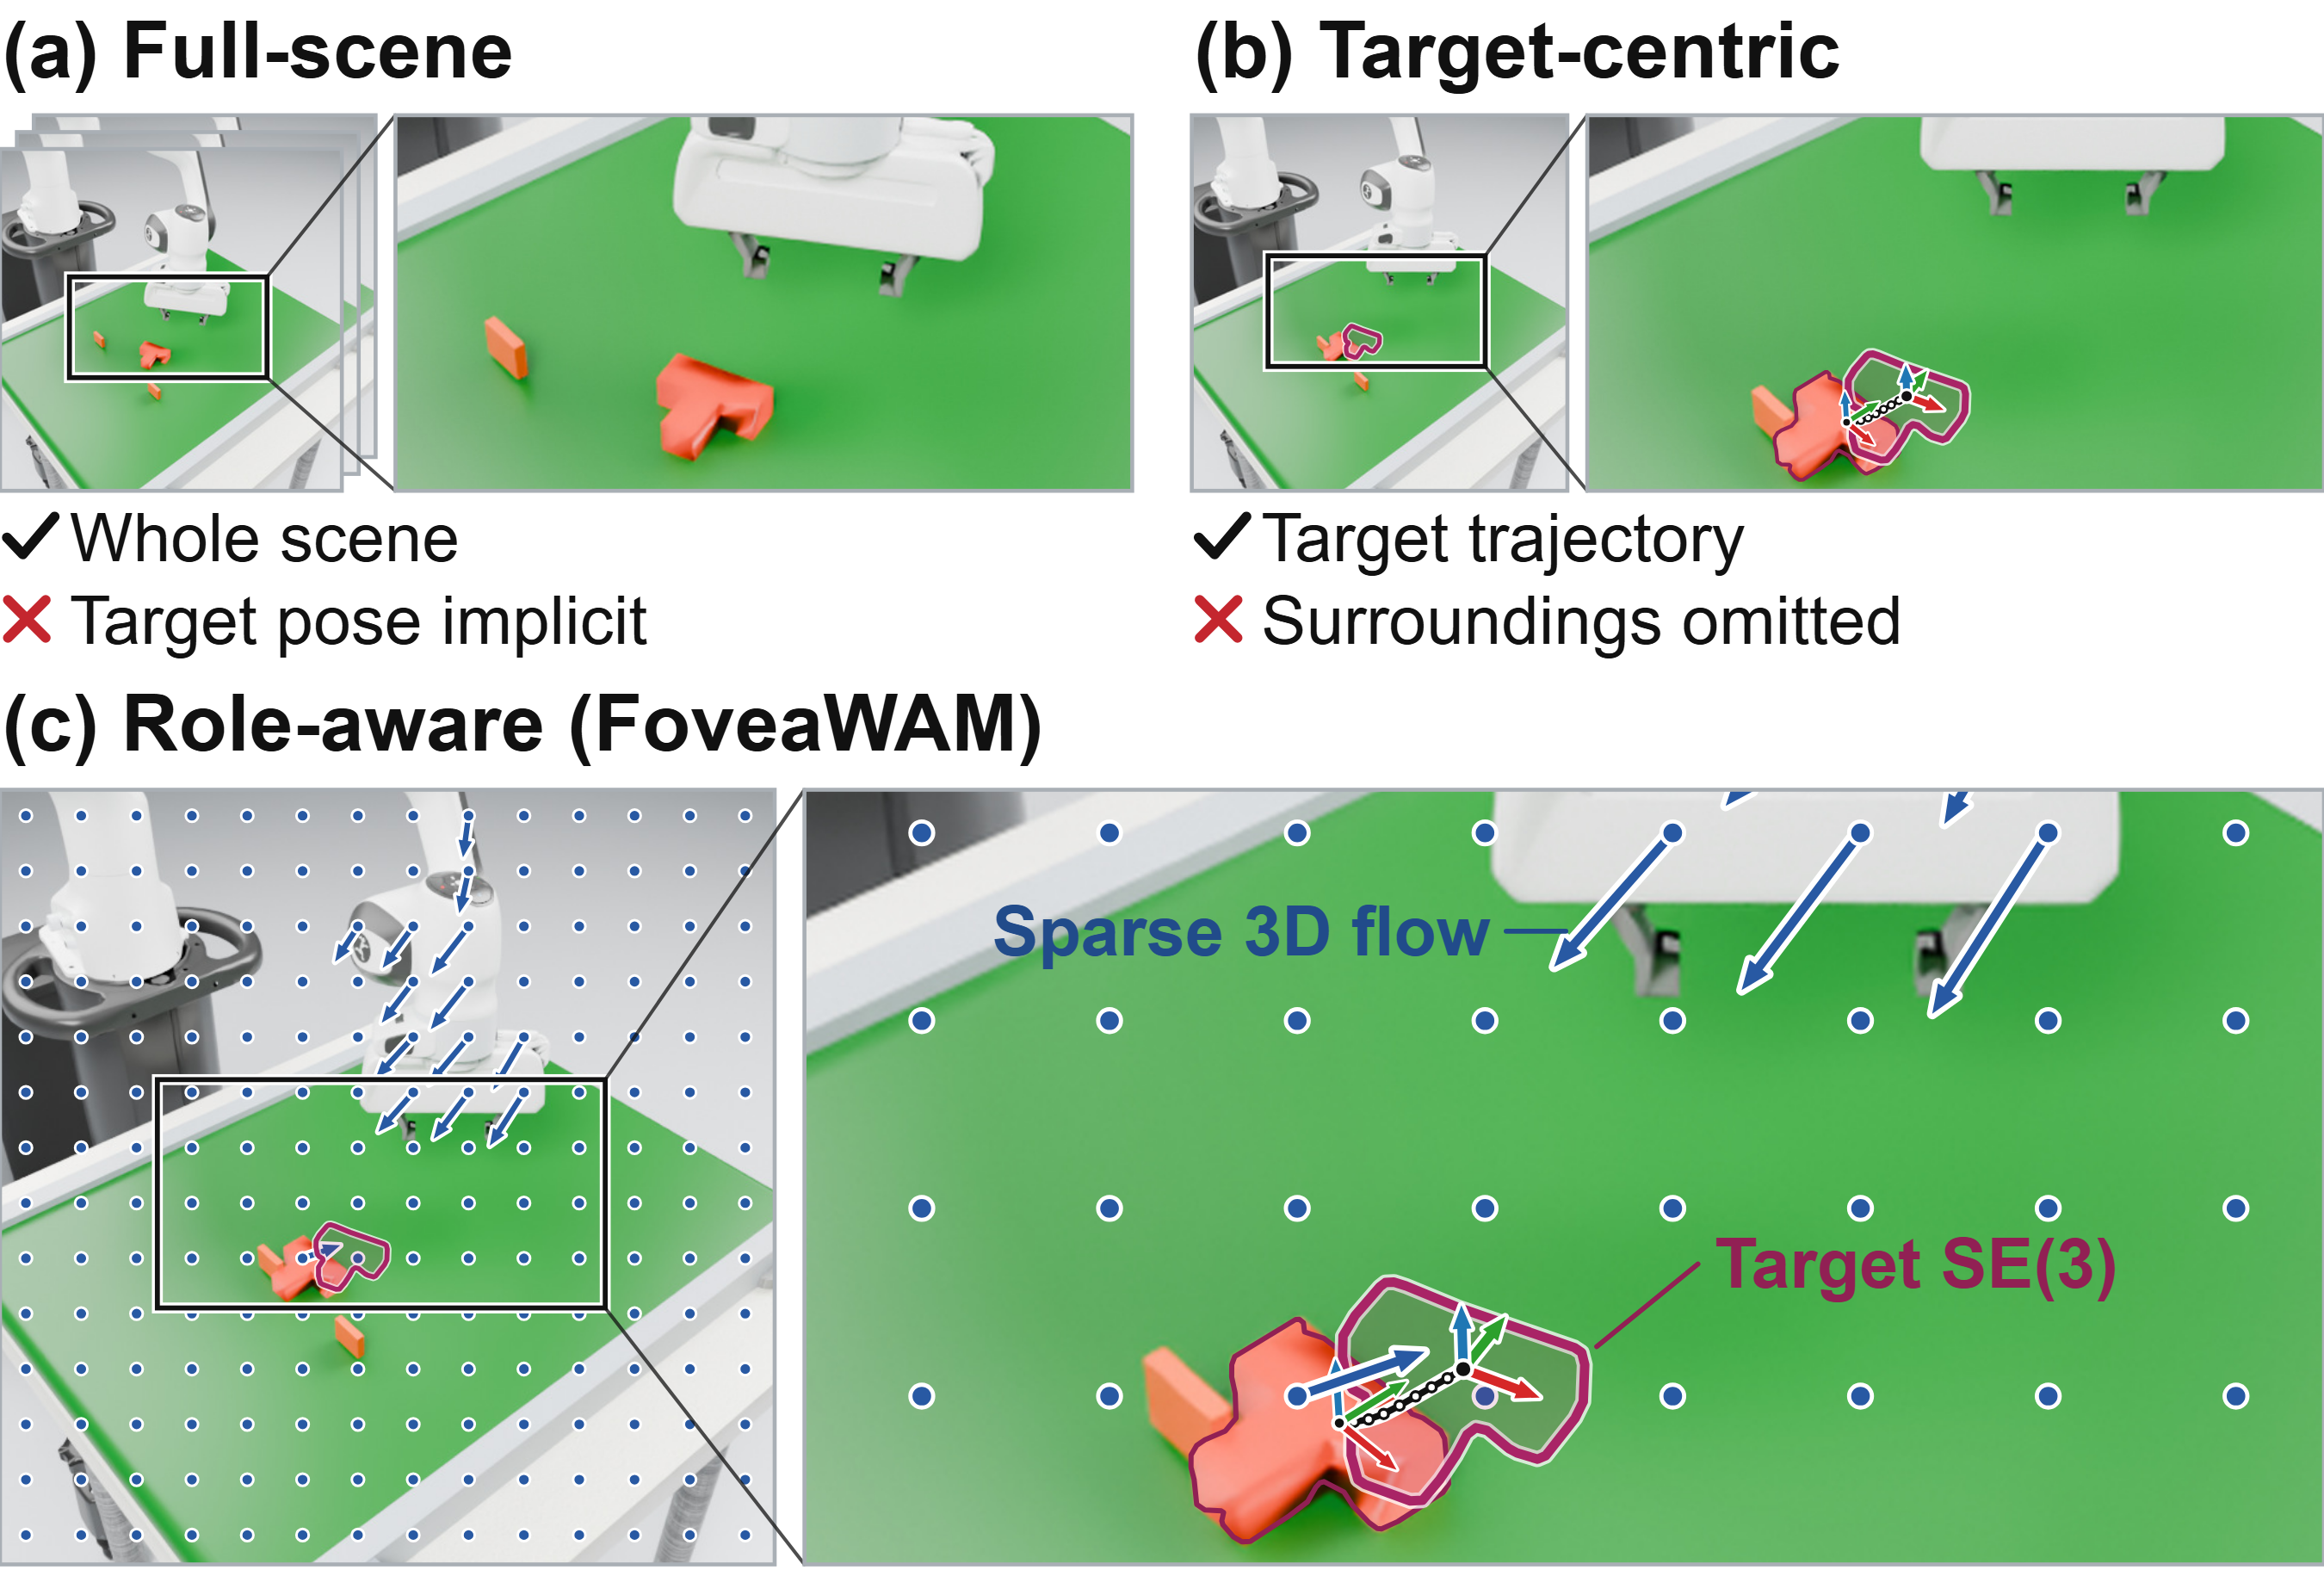 (a) Full-scene
(b) Target-centric
Whole scene
Target pose implicit
Target trajectory
Surroundings omitted
(c) Role-aware (FoveaWAM)
Sparse 3D flow
Target SE(3)